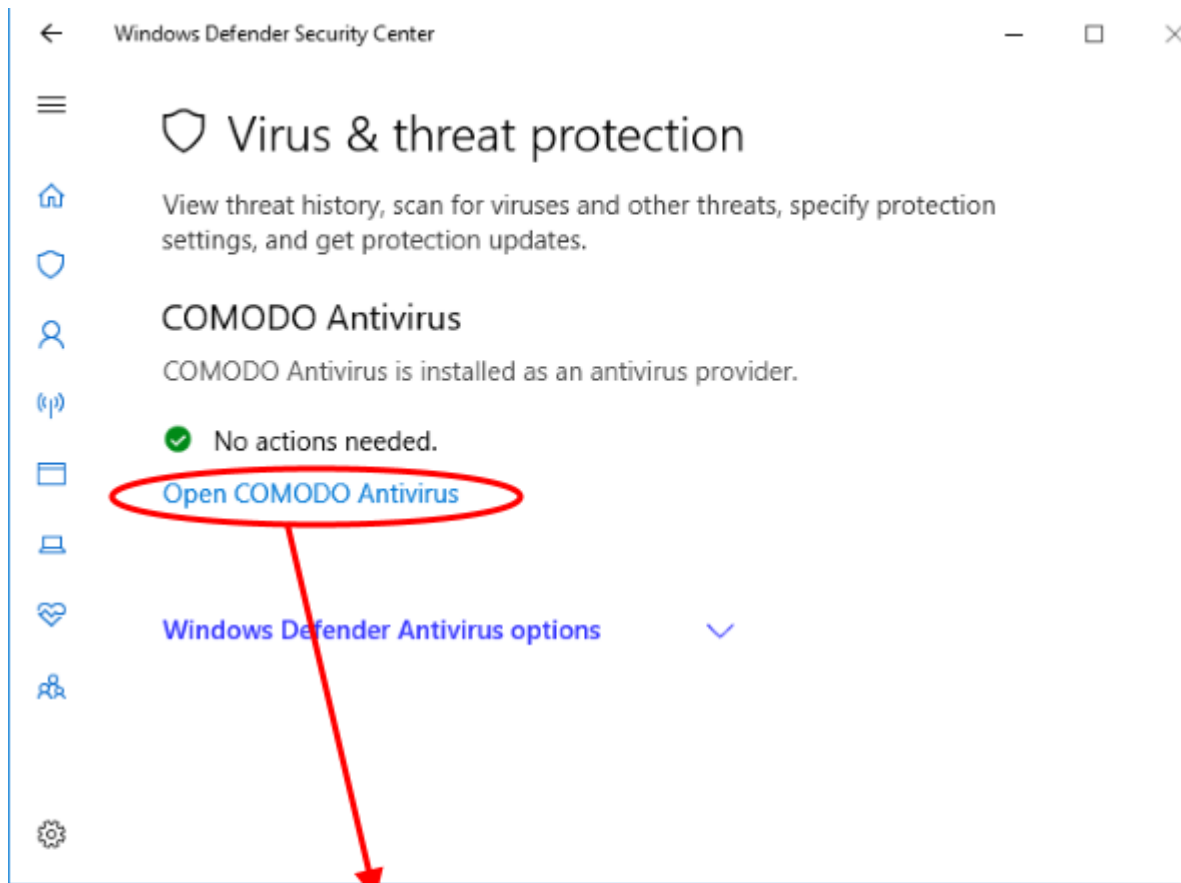 Windows Defender Security Center
Virus & threat protection
View threat history, scan for viruses and other threats, specify protection
settings, and get protection updates.
COMODO Antivirus
COMODO Antivirus is installed as an antivirus provider.
No actions needed.
Open COMODO Antivirus
Windows Defender Antivirus options